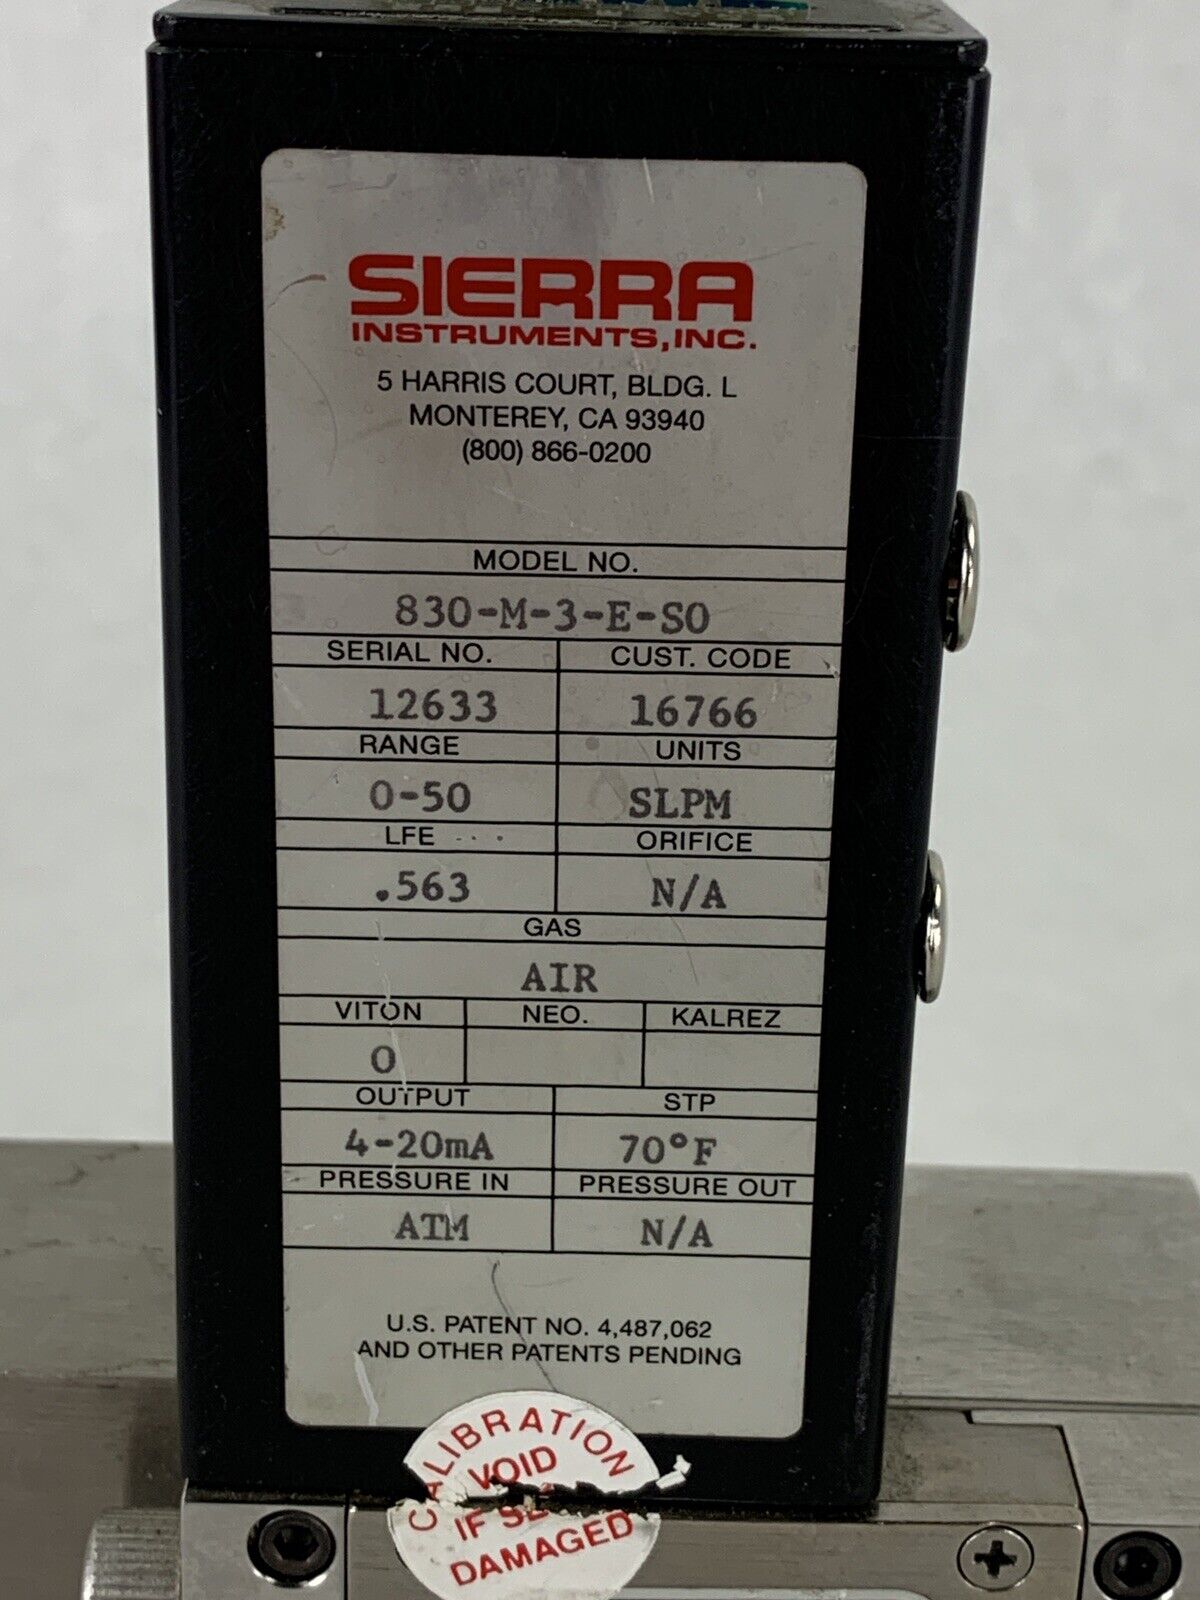 SIERRA
INSTRUMENTS, INC.
5 HARRIS COURT, BLDG. L
MONTEREY, CA 93940
(800) 866-0200
MODEL NO.
830-M-3-E-SO
SERIAL NO. CUST. CODE
12633 16766
RANGE UNITS
0-50 SLPM
LFE ORIFICE
.563 N/A
GAS
AIR
VITON NEO. KALREZ
O
OUTPUT STP
4-20mA 70°F
PRESSURE IN PRESSURE OUT
ATM N/A
U.S. PATENT NO. 4,487,062
AND OTHER PATENTS PENDING
CALIBRATION
VOID
IF
DAMAGED